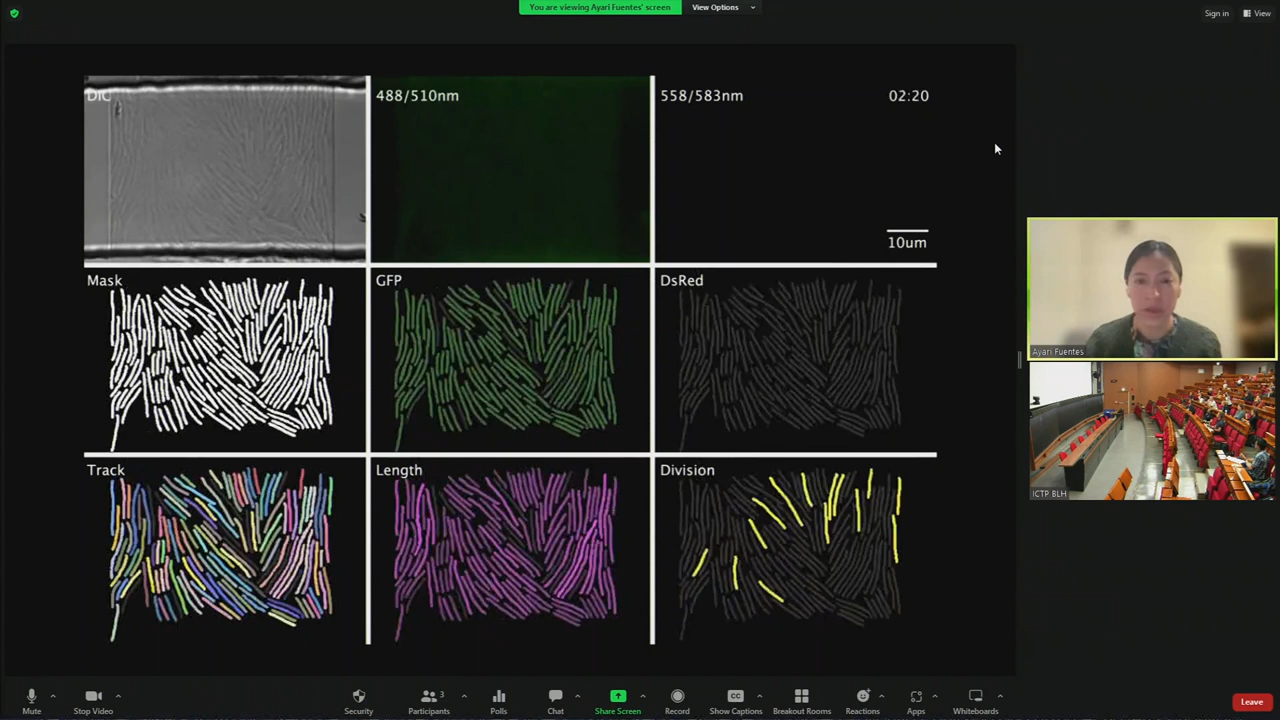 You are viewing Ayari Fuentes' screen
View Options
Sign in
View
DIC
488/510nm
558/583nm
02:20
10um
Mask
GFP
DsRed
Track
Length
Division
Ayari Fuentes
ICTP BLH
Mute
Stop Video
Security
Participants
3
Polls
Chat
Share Screen
Record
Show Captions
Breakout Rooms
Reactions
Apps
Whiteboards
Leave